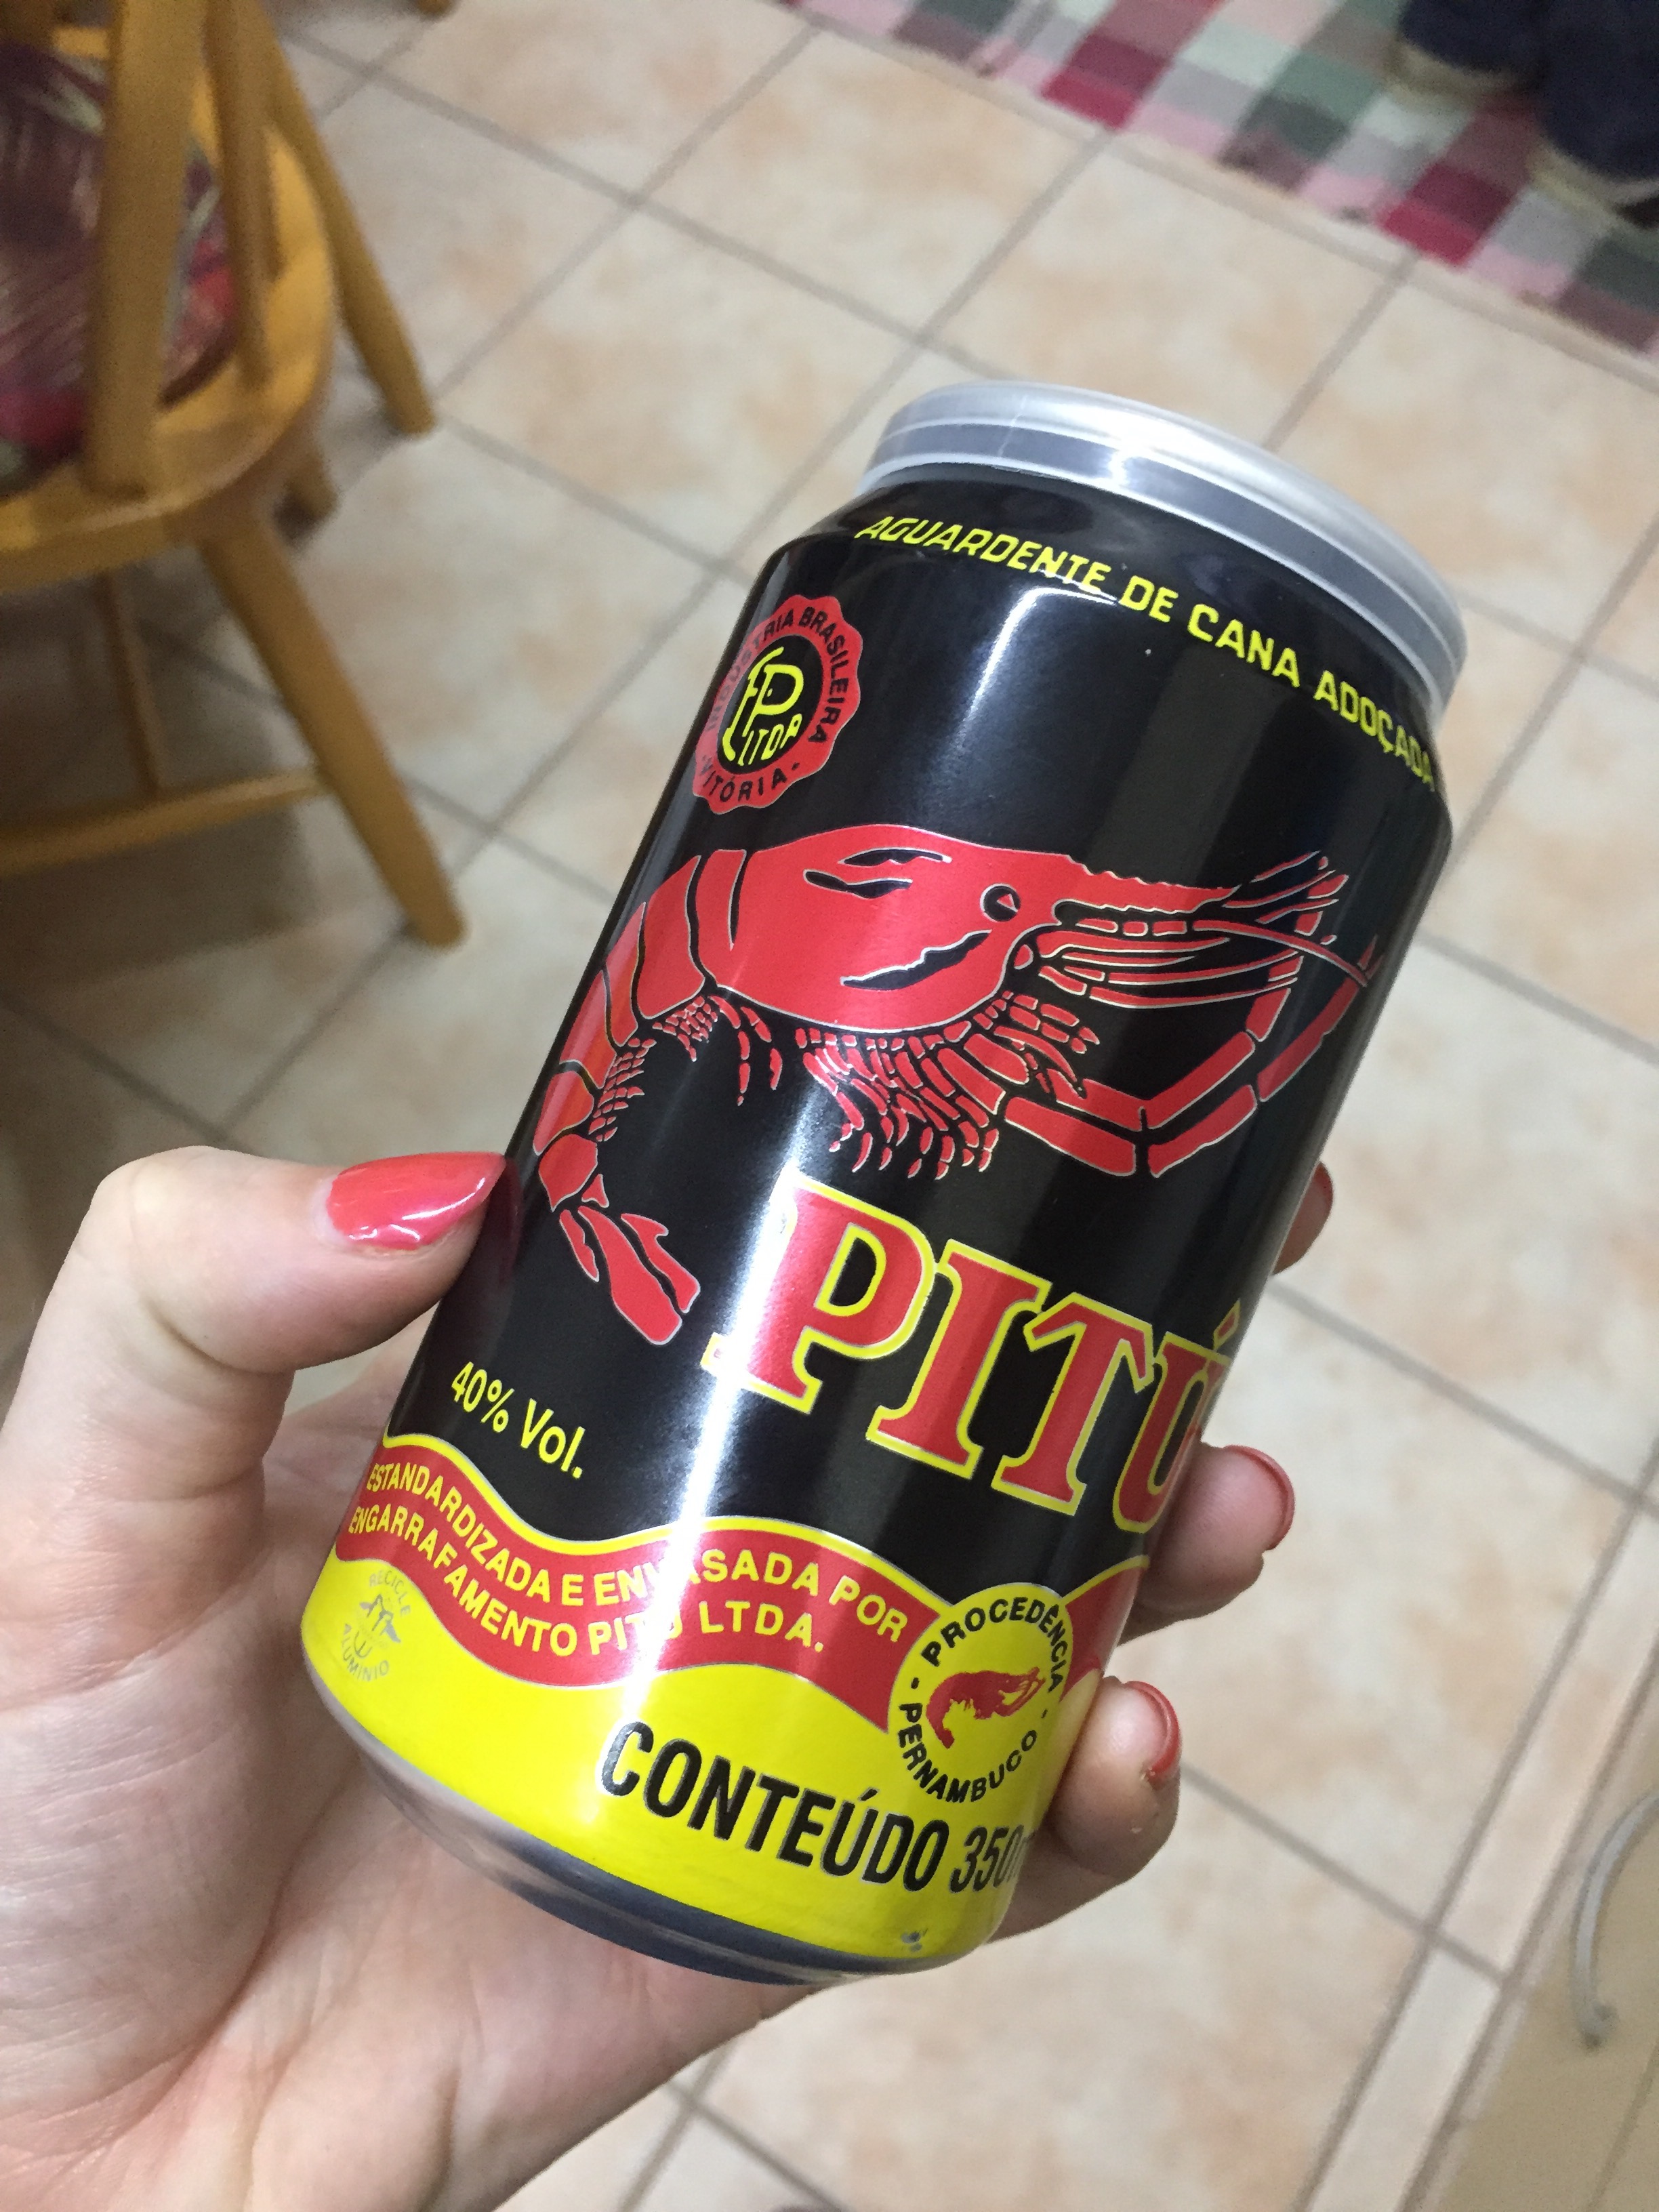 AGUARDENTE DE CANA ADOÇADA
INDÚSTRIA BRASILEIRA
VITÓRIA
LTDA
PITÚ
40% Vol.
ESTANDARDIZADA E ENVASADA POR
ENGARRAFAMENTO PITÚ LTDA.
RECICLE
ALUMÍNIO
PROCEDÊNCIA
PERNAMBUCO
CONTEÚDO 350